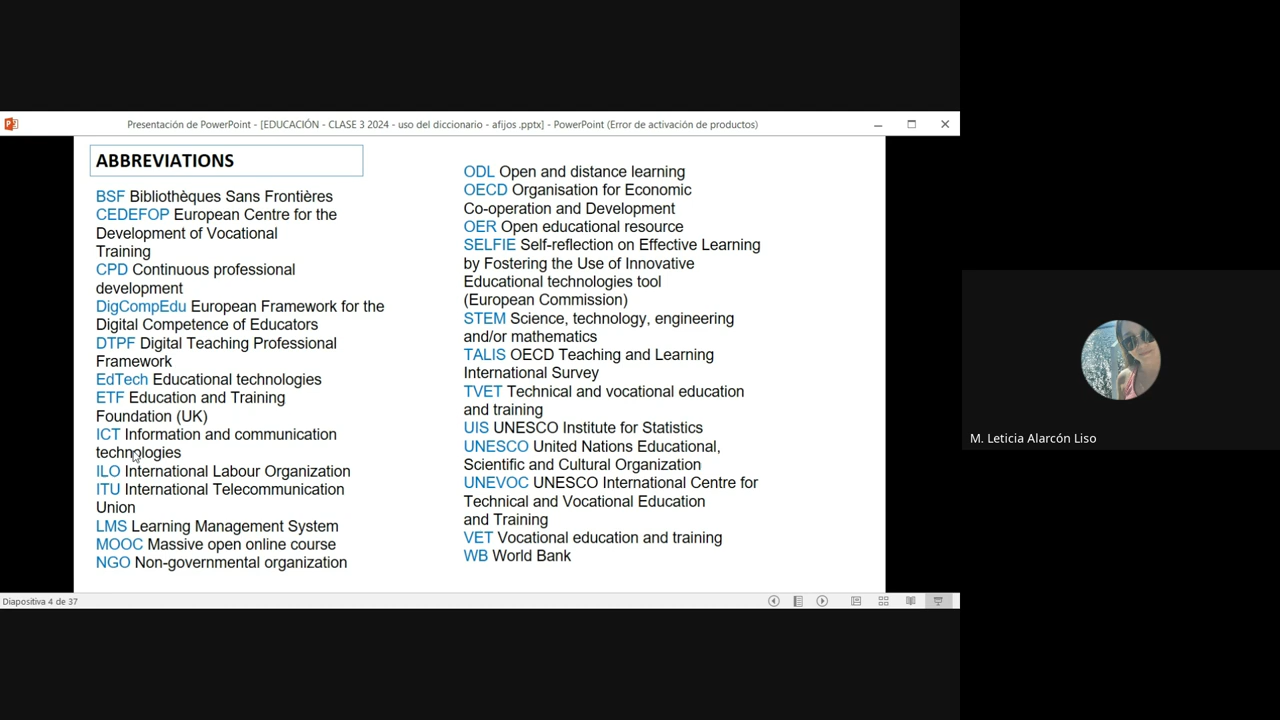 Presentación de PowerPoint - [EDUCACIÓN - CLASE 3 2024 - uso del diccionario - afijos .pptx] - PowerPoint (Error de activación de productos)
ABBREVIATIONS
BSF Bibliothèques Sans Frontières
CEDEFOP European Centre for the
Development of Vocational
Training
CPD Continuous professional
development
DigCompEdu European Framework for the
Digital Competence of Educators
DTPF Digital Teaching Professional
Framework
EdTech Educational technologies
ETF Education and Training
Foundation (UK)
ICT Information and communication
technologies
ILO International Labour Organization
ITU International Telecommunication
Union
LMS Learning Management System
MOOC Massive open online course
NGO Non-governmental organization
ODL Open and distance learning
OECD Organisation for Economic
Co-operation and Development
OER Open educational resource
SELFIE Self-reflection on Effective Learning
by Fostering the Use of Innovative
Educational technologies tool
(European Commission)
STEM Science, technology, engineering
and/or mathematics
TALIS OECD Teaching and Learning
International Survey
TVET Technical and vocational education
and training
UIS UNESCO Institute for Statistics
UNESCO United Nations Educational,
Scientific and Cultural Organization
UNEVOC UNESCO International Centre for
Technical and Vocational Education
and Training
VET Vocational education and training
WB World Bank
Diapositiva 4 de 37
M. Leticia Alarcón Liso